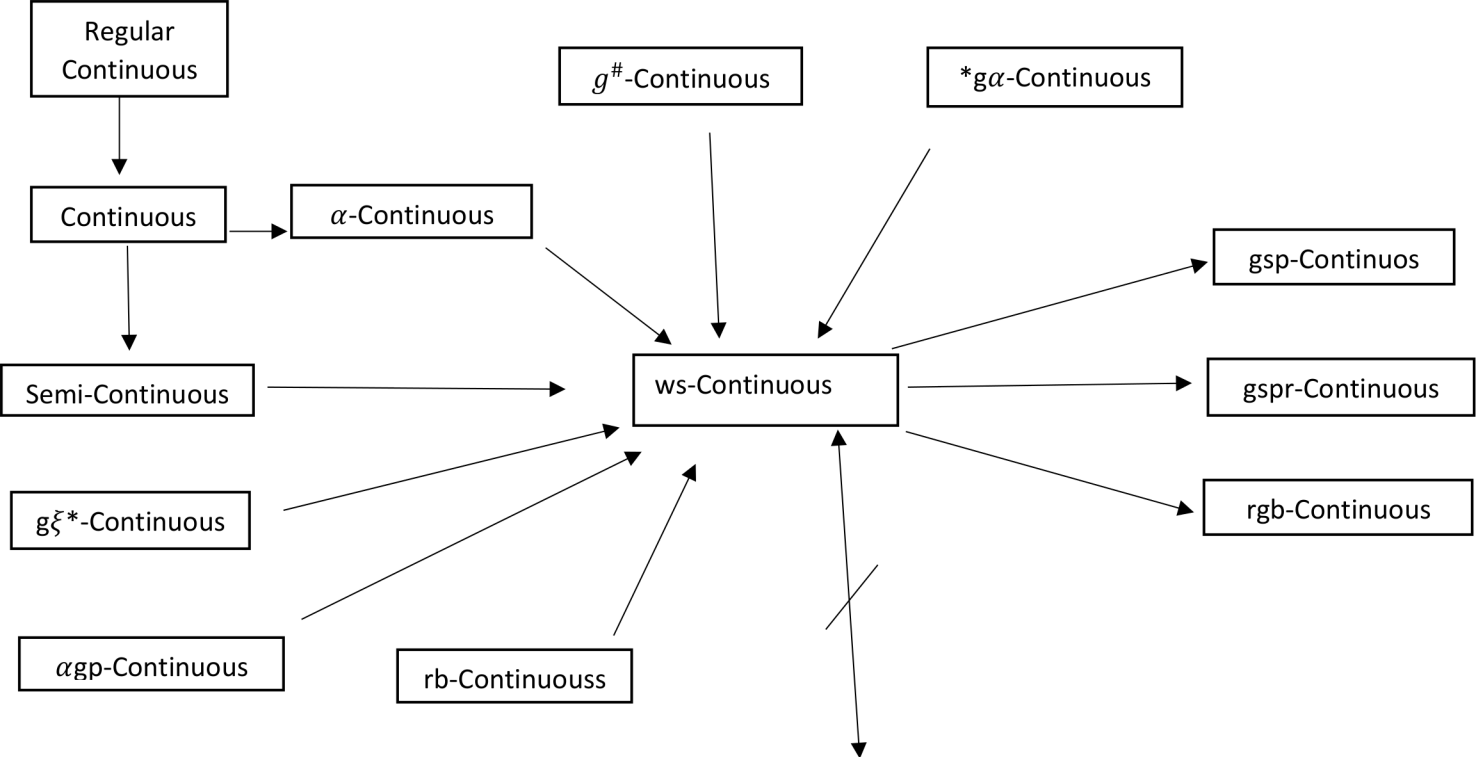 Regular
Continuous
g#-Continuous
*gα-Continuous
Continuous
α-Continuous
gsp-Continuos
Semi-Continuous
ws-Continuous
gspr-Continuous
gξ*-Continuous
rgb-Continuous
αgp-Continuous
rb-Continuouss